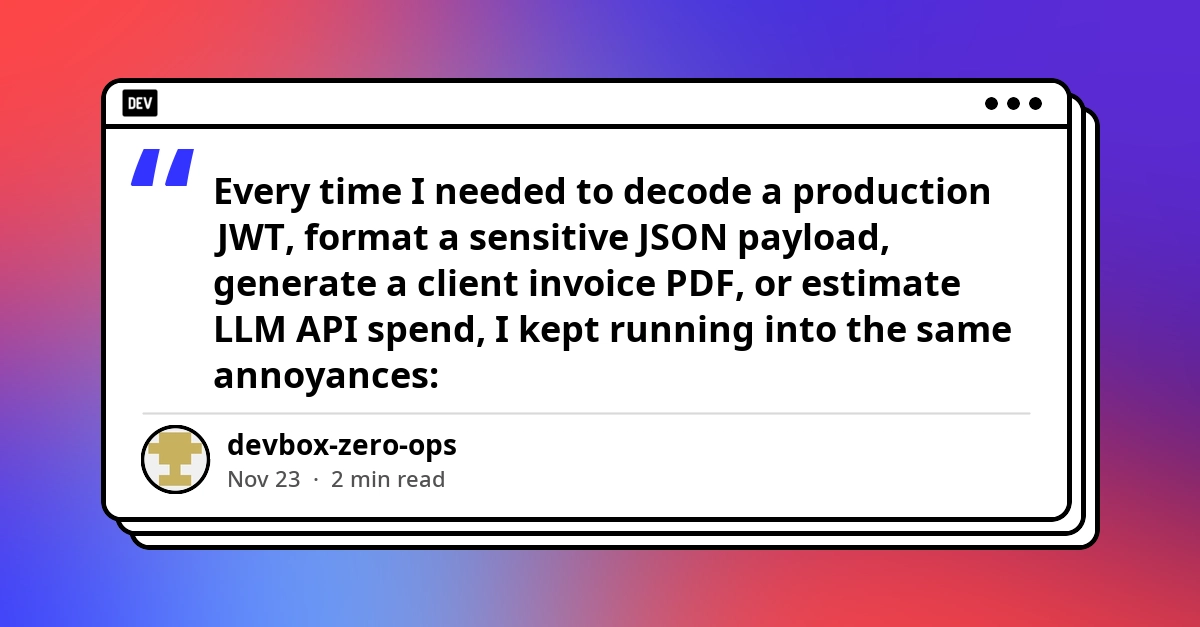 DEV
“
Every time I needed to decode a production
JWT, format a sensitive JSON payload,
generate a client invoice PDF, or estimate
LLM API spend, I kept running into the same
annoyances:
devbox-zero-ops
Nov 23 · 2 min read